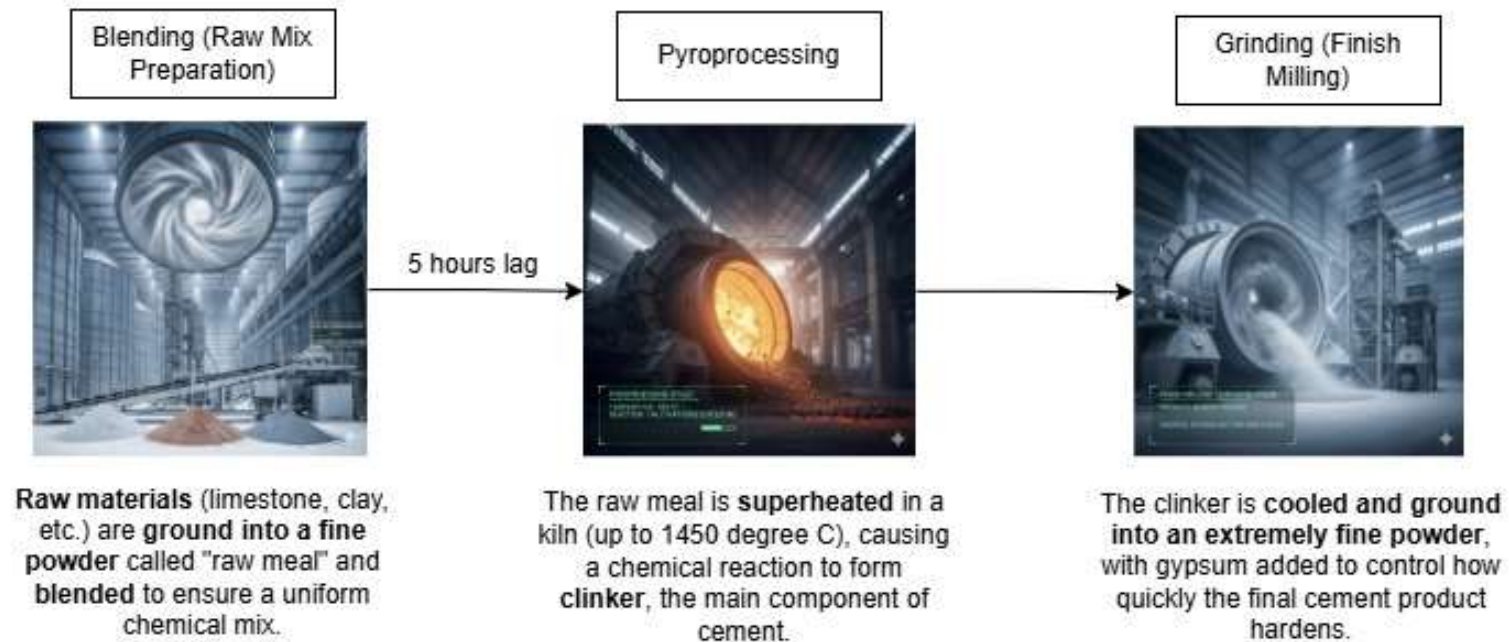 Blending (Raw Mix
Preparation)
Pyroprocessing
Grinding (Finish
Milling)
5 hours lag
Raw materials (limestone, clay,
etc.) are ground into a fine
powder called "raw meal" and
blended to ensure a uniform
chemical mix.
The raw meal is superheated in a
kiln (up to 1450 degree C), causing
a chemical reaction to form
clinker, the main component of
cement.
The clinker is cooled and ground
into an extremely fine powder,
with gypsum added to control how
quickly the final cement product
hardens.